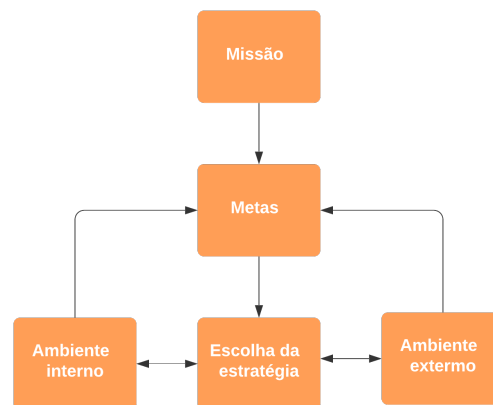 Missão
Metas
Ambiente
interno
Escolha da
estratégia
Ambiente
extermo